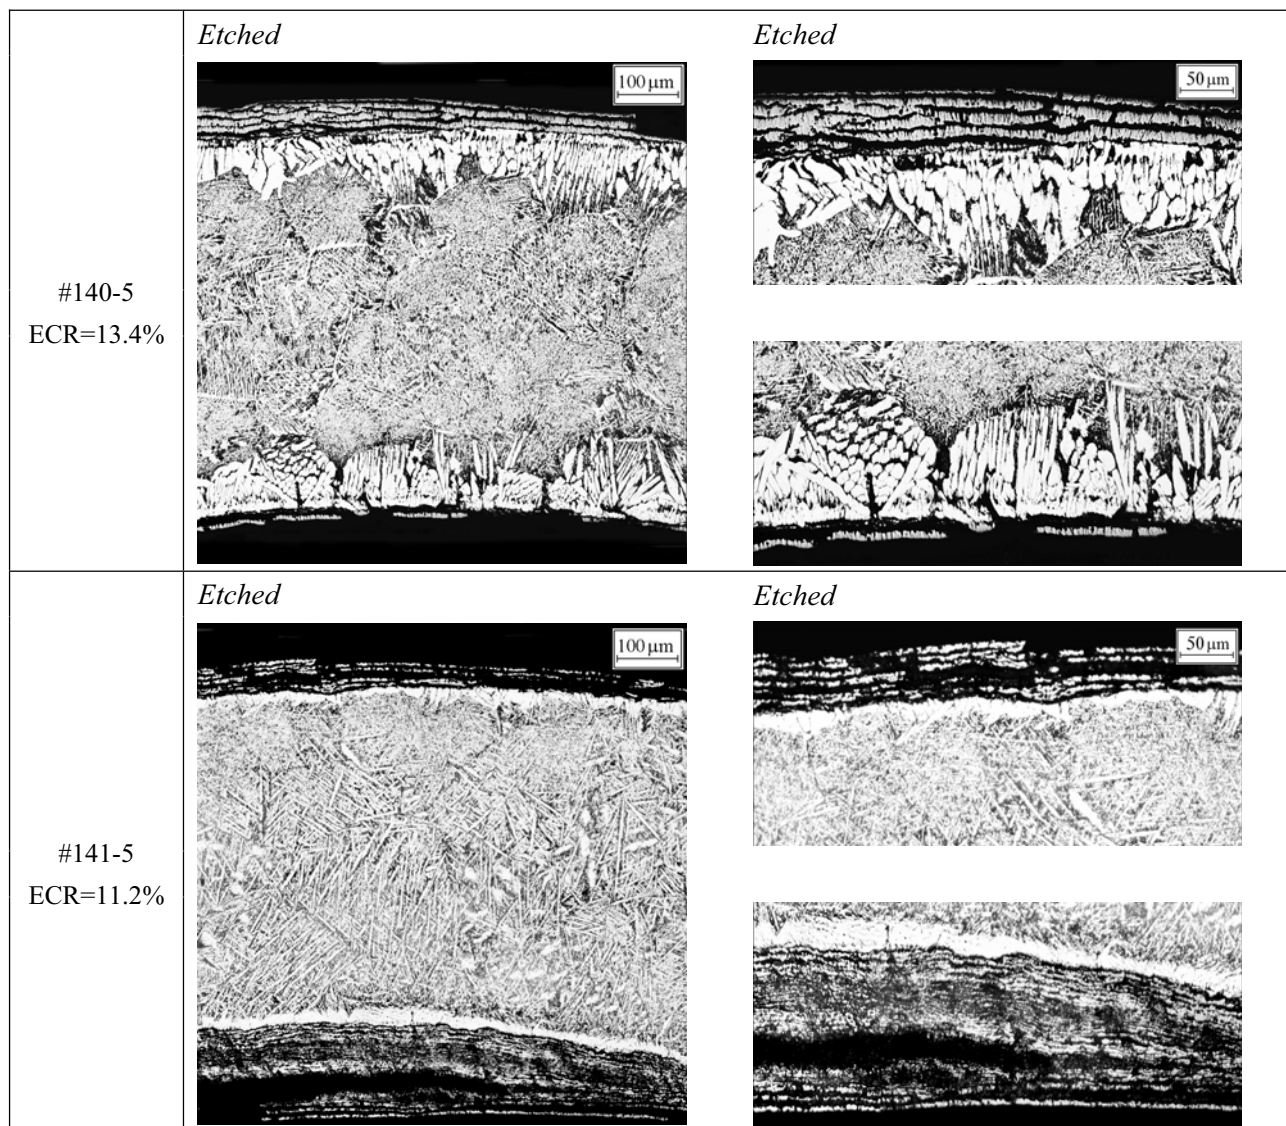 Etched
Etched
100 μm
50 μm
#140-5
ECR=13.4%
Etched
Etched
100 μm
50 μm
#141-5
ECR=11.2%